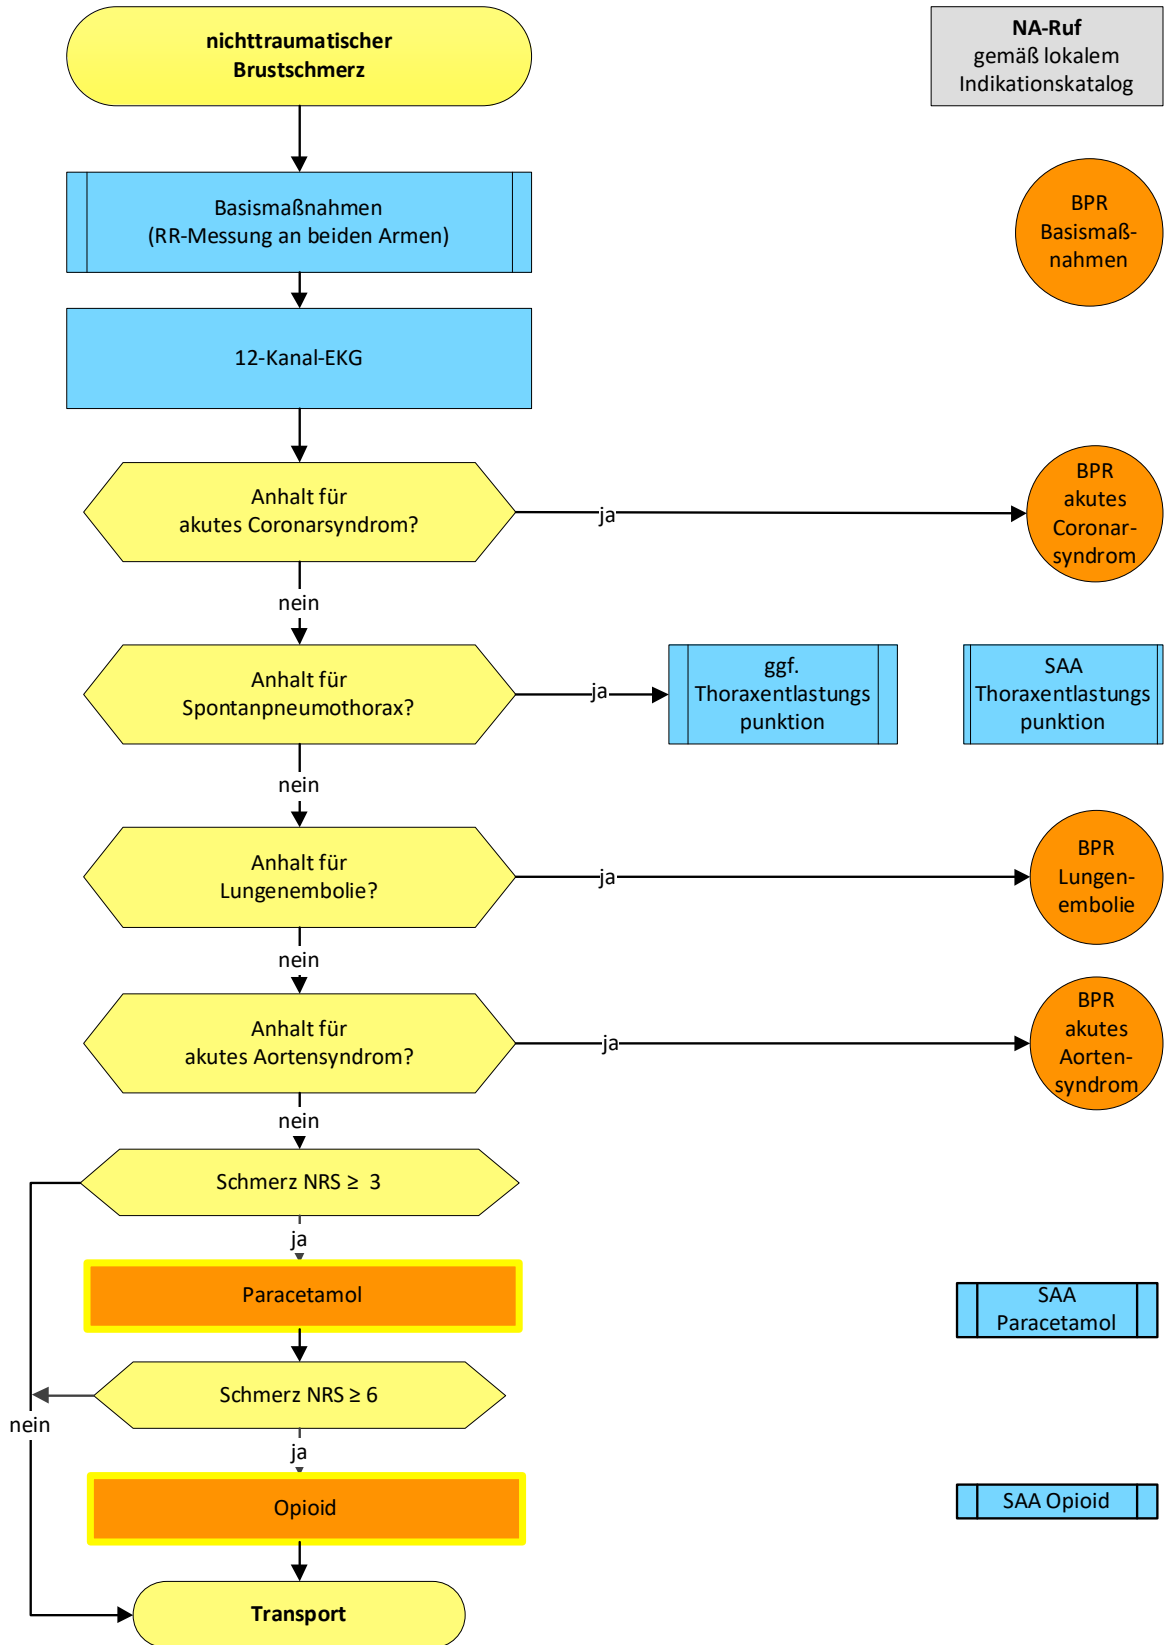 nichttraumatischer
Brustschmerz
NA-Ruf
gemäß lokalem
Indikationskatalog
Basismaßnahmen
(RR-Messung an beiden Armen)
BPR
Basismaß-
nahmen
12-Kanal-EKG
Anhalt für
akutes Coronarsyndrom?
ja
BPR
akutes
Coronar-
syndrom
nein
Anhalt für
Spontanpneumothorax?
ja
ggf.
Thoraxentlastungs
punktion
SAA
Thoraxentlastungs
punktion
nein
Anhalt für
Lungenembolie?
ja
BPR
Lungen-
embolie
nein
Anhalt für
akutes Aortensyndrom?
ja
BPR
akutes
Aorten-
syndrom
nein
Schmerz NRS ≥ 3
ja
Paracetamol
SAA
Paracetamol
Schmerz NRS ≥ 6
nein
ja
Opioid
SAA Opioid
Transport